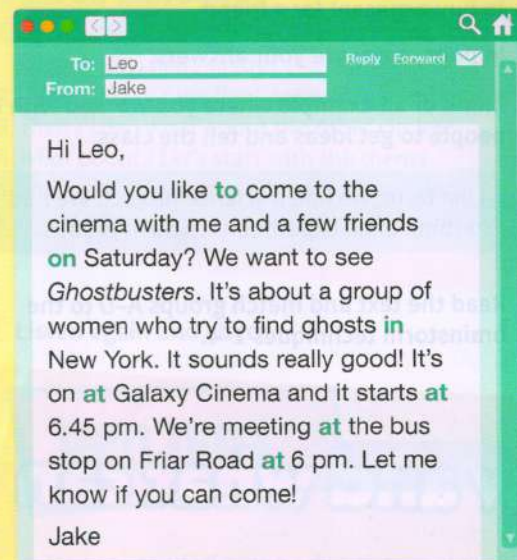 To: Leo
Reply Forward
From: Jake
Hi Leo,
Would you like to come to the
cinema with me and a few friends
on Saturday? We want to see
Ghostbusters. It's about a group of
women who try to find ghosts in
New York. It sounds really good! It's
on at Galaxy Cinema and it starts at
6.45 pm. We're meeting at the bus
stop on Friar Road at 6 pm. Let me
know if you can come!
Jake